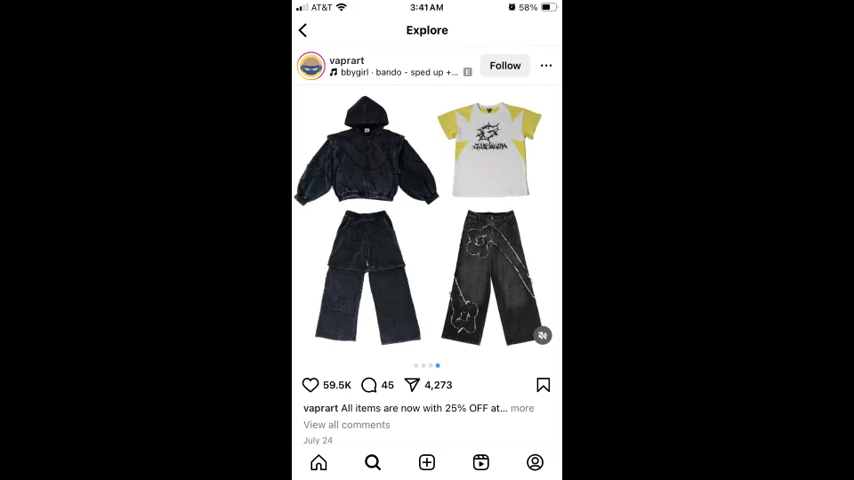 AT&T
3:41 AM
58%
Explore
vaprart
bbygirl · bando - sped up +...
E
Follow
59.5K
45
4,273
vaprart All items are now with 25% OFF at... more
View all comments
July 24